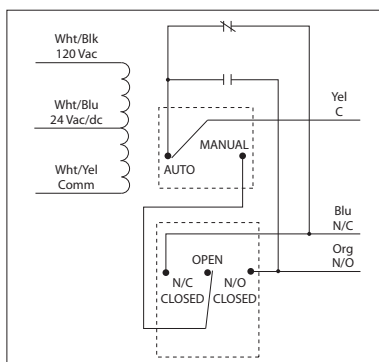 Wht/Blk
120 Vac
Wht/Blu
24 Vac/dc
Wht/Yel
Comm
Yel
C
MANUAL
AUTO
Blu
N/C
Org
N/O
OPEN
N/C
CLOSED
N/O
CLOSED